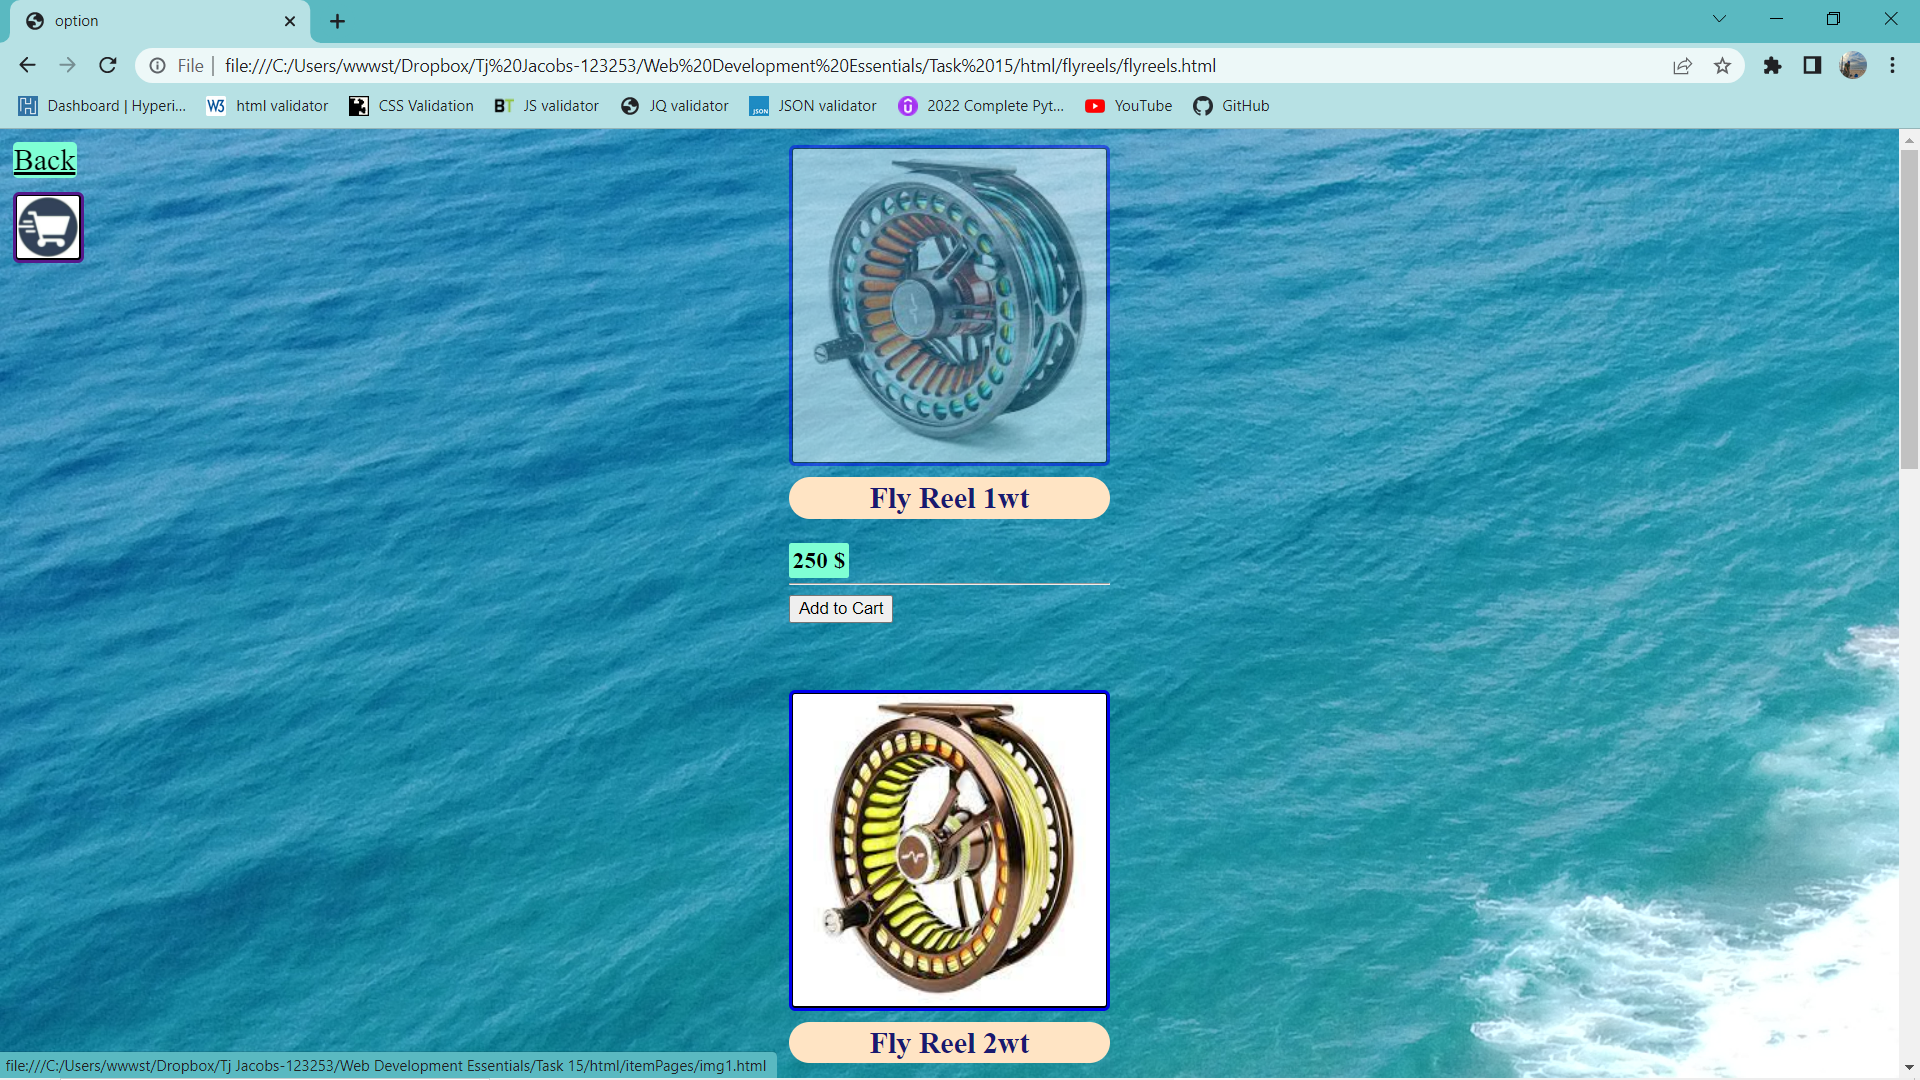 option
File
file:///C:/Users/wwwst/Dropbox/Tj%20Jacobs-123253/Web%20Development%20Essentials/Task%2015/html/flyreels/flyreels.html
Dashboard | Hyperi... W3 html validator CSS Validation BT JS validator JQ validator JSON JSON validator 2022 Complete Pyt... YouTube GitHub
Back
Fly Reel 1wt
250 $
Add to Cart
Fly Reel 2wt
file:///C:/Users/wwwst/Dropbox/Tj Jacobs-123253/Web Development Essentials/Task 15/html/itemPages/img1.html